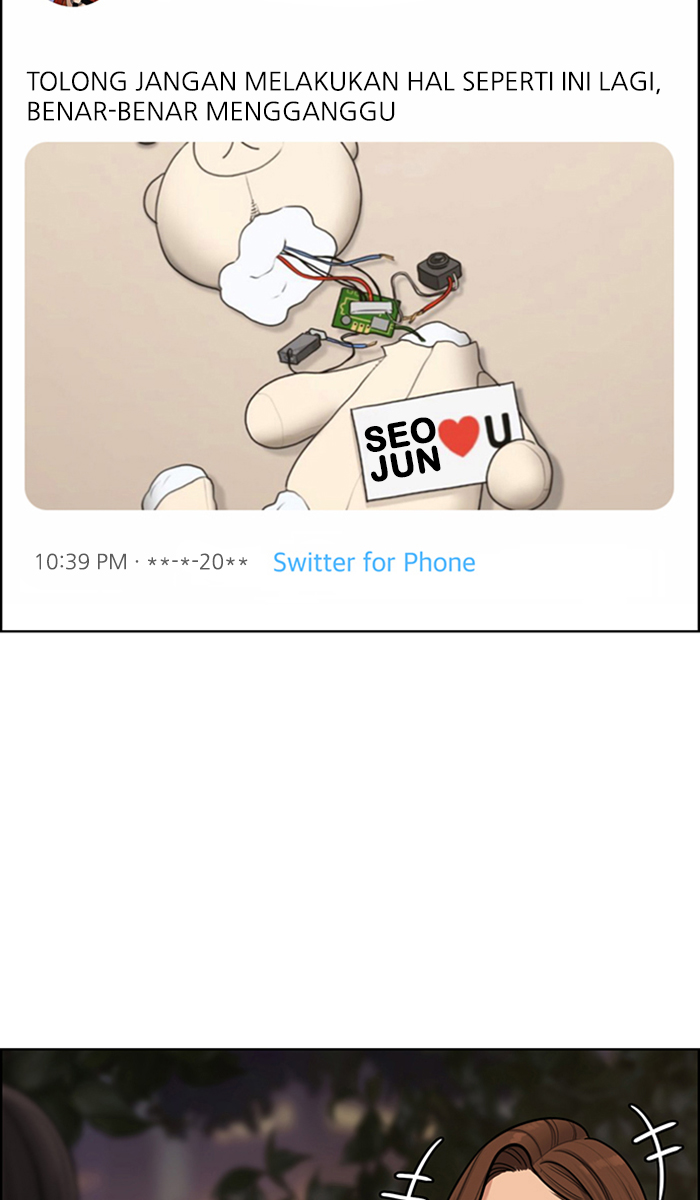 TOLONG JANGAN MELAKUKAN HAL SEPERTI INI LAGI,
BENAR-BENAR MENGGANGGU
SEO ❤️ U
JUN
10:39 PM · **-*-20** Switter for Phone